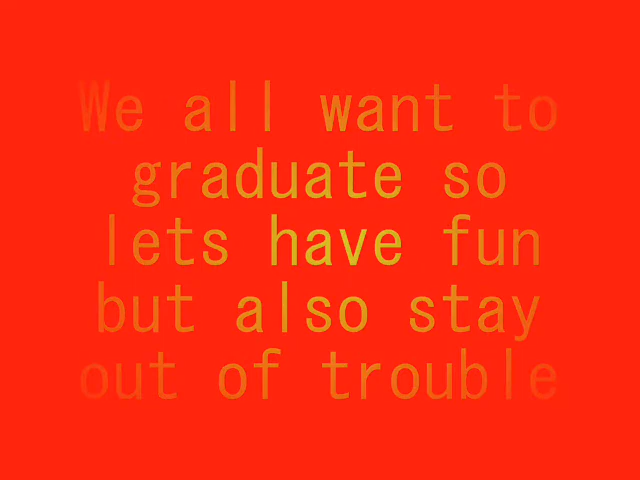 We all want to
graduate so
lets have fun
but also stay
out of trouble